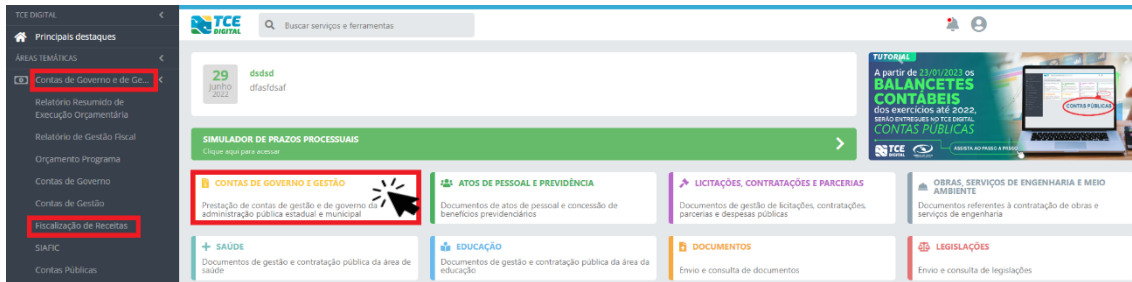 TCE DIGITAL
Principais destaques
ÁREAS TEMÁTICAS
Contas de Governo e de Ge...
Relatório Resumido de
Execução Orçamentária
Relatório de Gestão Fiscal
Orçamento Programa
Contas de Governo
Contas de Gestão
Fiscalização de Receitas
SIAFIC
Contas Públicas
TCE
DIGITAL
Buscar serviços e ferramentas
29
junho
2022
dsdsd
dfasfdsaf
SIMULADOR DE PRAZOS PROCESSUAIS
Clique aqui para acessar
TUTORIAL
A partir de 23/01/2023 os
BALANCETES
CONTÁBEIS
dos exercícios até 2022,
SERÃO ENTREGUES NO TCE DIGITAL
CONTAS PÚBLICAS
TCE
DIGITAL
ASSISTA AO PASSO A PASSO
CONTAS PÚBLICAS
CONTAS DE GOVERNO E GESTÃO
Prestação de contas de gestão e de governo da
administração pública estadual e municipal
ATOS DE PESSOAL E PREVIDÊNCIA
Documentos de atos de pessoal e concessão de
benefícios previdenciários
LICITAÇÕES, CONTRATAÇÕES E PARCERIAS
Documentos de gestão de licitações, contratações,
parcerias e despesas públicas
OBRAS, SERVIÇOS DE ENGENHARIA E MEIO
AMBIENTE
Documentos referentes à contratação de obras e
serviços de engenharia
SAÚDE
Documentos de gestão e contratação pública da área de
saúde
EDUCAÇÃO
Documentos de gestão e contratação pública da área da
educação
DOCUMENTOS
Envio e consulta de documentos
LEGISLAÇÕES
Envio e consulta de legislações